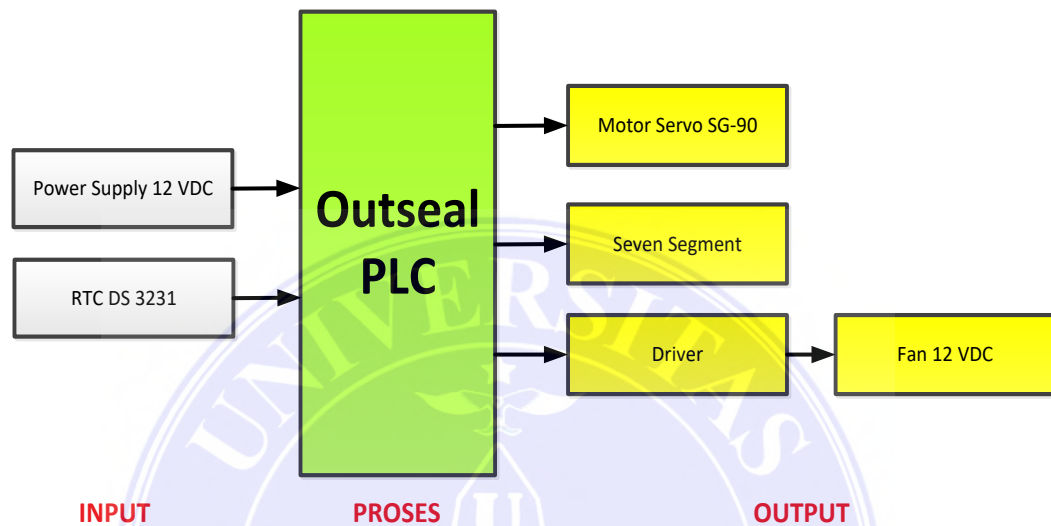 Power Supply 12 VDC
RTC DS 3231
Outseal
PLC
Motor Servo SG-90
Seven Segment
Driver
Fan 12 VDC
INPUT
PROSES
OUTPUT
UNIVERSITAS